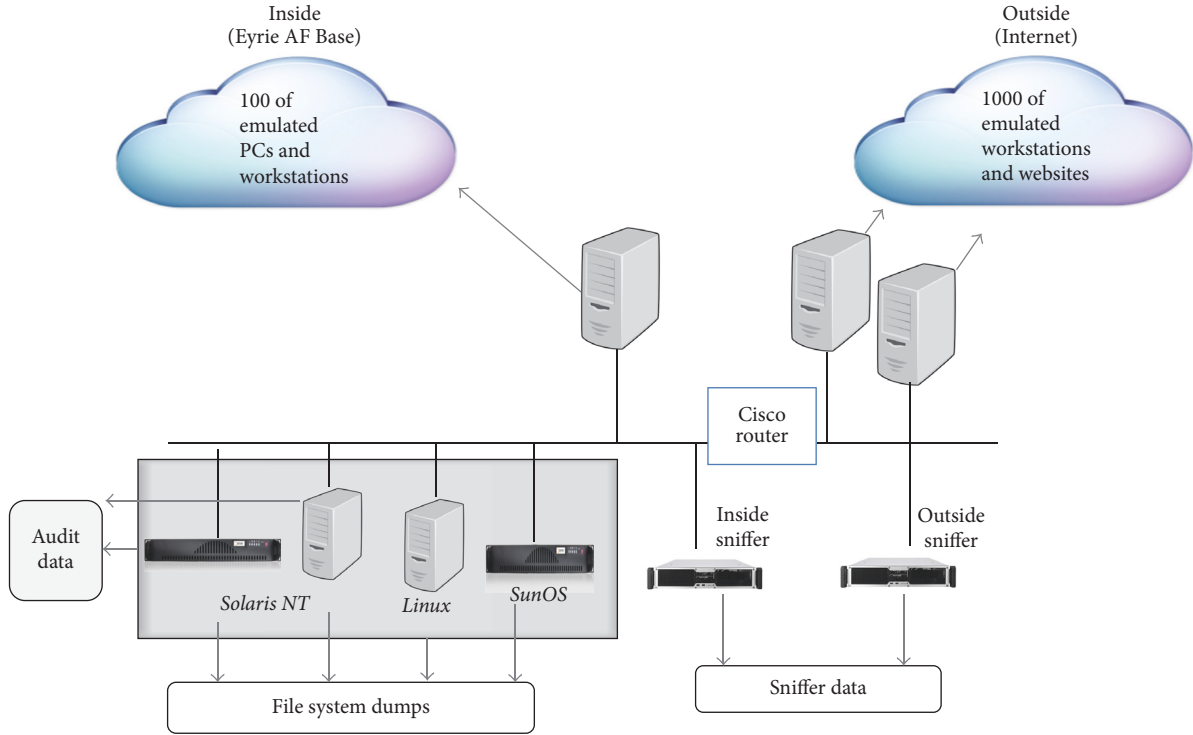 Inside
(Eyrie AF Base)
Outside
(Internet)
100 of
emulated
PCs and
workstations
1000 of
emulated
workstations
and websites
Cisco
router
Audit
data
Inside
sniffer
Outside
sniffer
Solaris NT
Linux
SunOS
File system dumps
Sniffer data